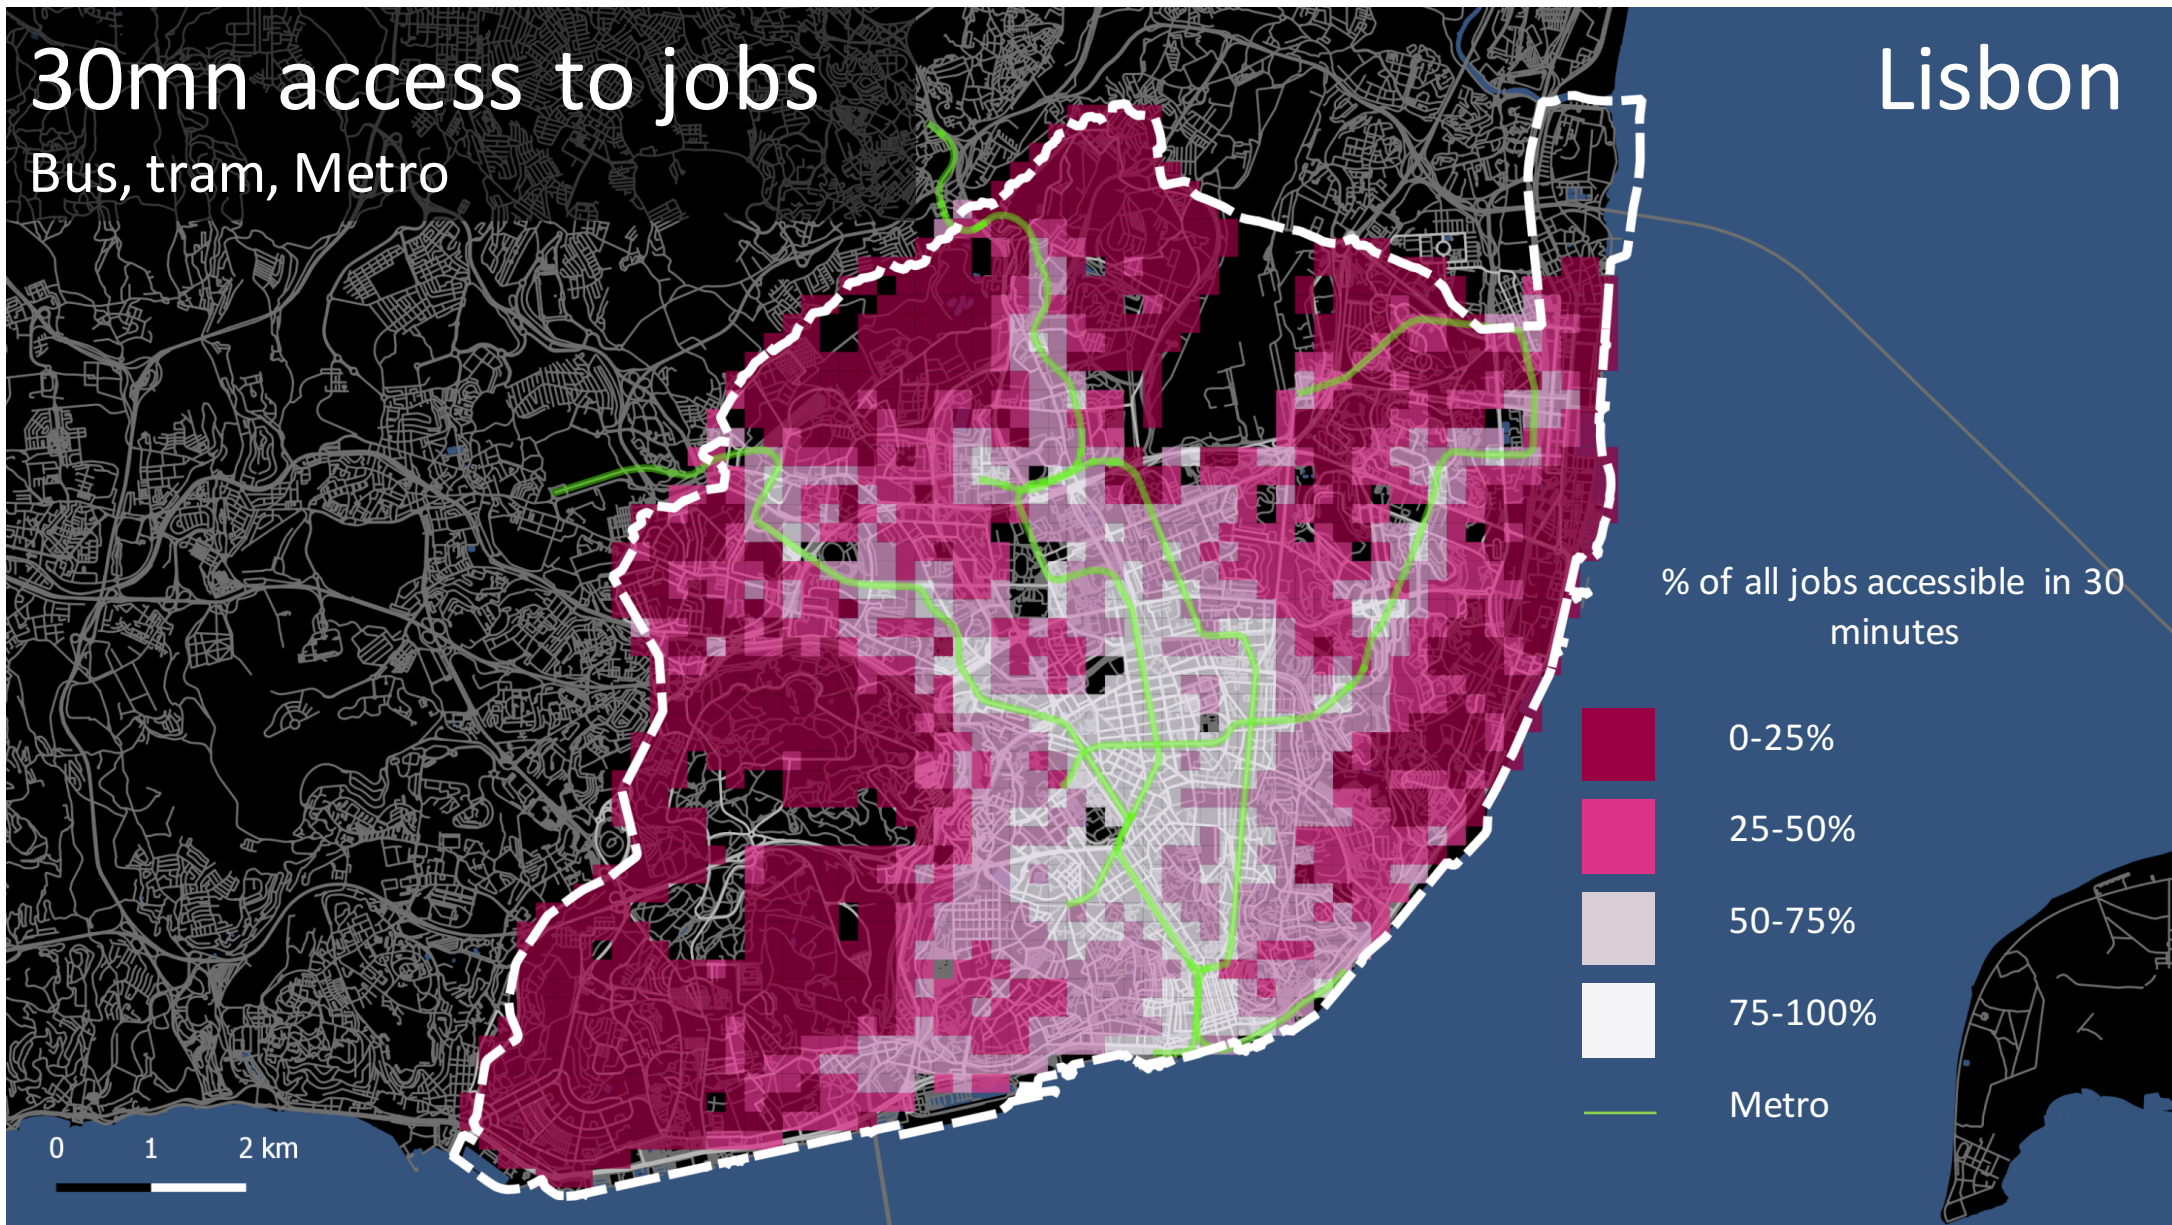 30mn access to jobs
Bus, tram, Metro
Lisbon
% of all jobs accessible in 30
minutes
0-25%
25-50%
50-75%
75-100%
Metro
0 1 2 km